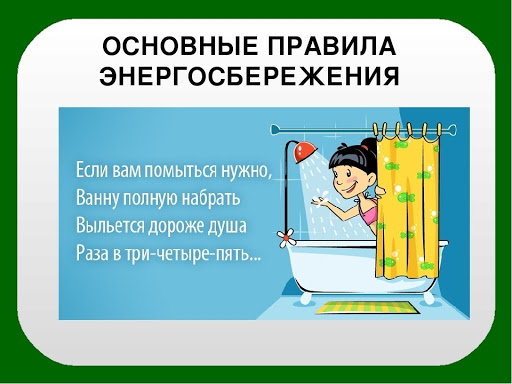 ОСНОВНЫЕ ПРАВИЛА
ЭНЕРГОСБЕРЕЖЕНИЯ
Если вам помыться нужно,
Ванну полную набрать
Выльется дороже душа
Раза в три-четыре-пять...